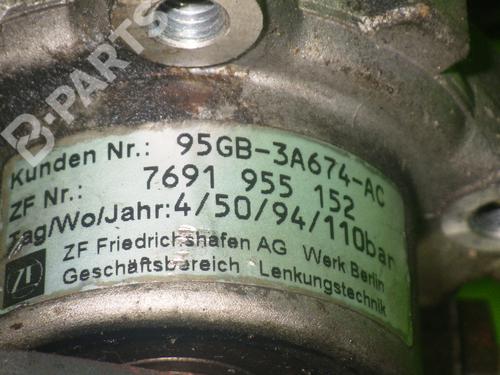 B-PARTS
Kunden Nr.: 95GB-3A674-AC
ZF Nr.: 7691 955 152
Tag/Wo/Jahr: 4/50/94/110bar
ZF Friedrichshafen AG Werk Berlin
Geschäftsbereich Lenkungstechnik
ZF